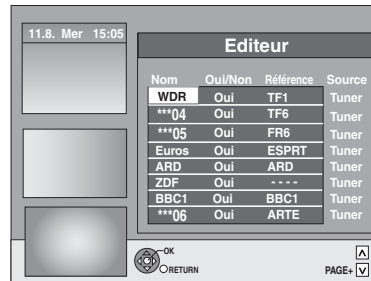 11.8. Mer 15:05
Editeur
Nom Oui/Non Référence Source
WDR Oui TF1 Tuner
***04 Oui TF6 Tuner
***05 Oui FR6 Tuner
Euros Oui ESPRT Tuner
ARD Oui ARD Tuner
ZDF Oui ---- Tuner
BBC1 Oui BBC1 Tuner
***06 Oui ARTE Tuner
OK
RETURN
PAGE+